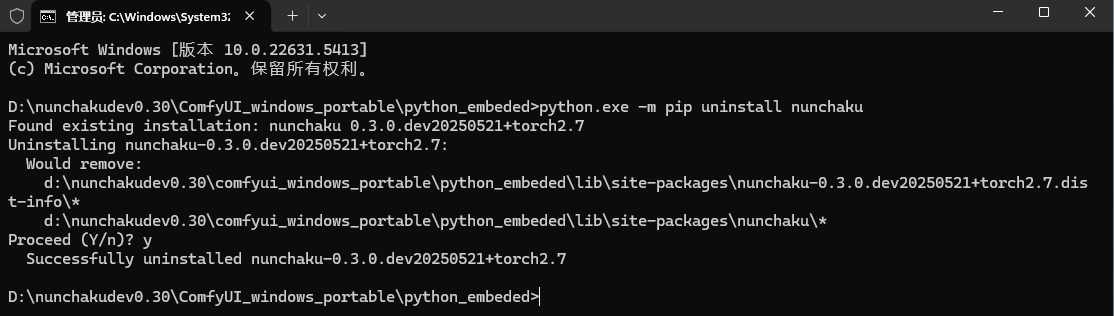 管理员: C:\Windows\System32
Microsoft Windows [版本 10.0.22631.5413]
(c) Microsoft Corporation。保留所有权利。
D:\nunchakudev0.30\ComfyUI_windows_portable\python_embeded>python.exe -m pip uninstall nunchaku
Found existing installation: nunchaku 0.3.0.dev20250521+torch2.7
Uninstalling nunchaku-0.3.0.dev20250521+torch2.7:
  Would remove:
    d:\nunchakudev0.30\comfyui_windows_portable\python_embeded\lib\site-packages\nunchaku-0.3.0.dev20250521+torch2.7.dis
t-info\*
    d:\nunchakudev0.30\comfyui_windows_portable\python_embeded\lib\site-packages\nunchaku\*
Proceed (Y/n)? y
  Successfully uninstalled nunchaku-0.3.0.dev20250521+torch2.7
D:\nunchakudev0.30\ComfyUI_windows_portable\python_embeded>